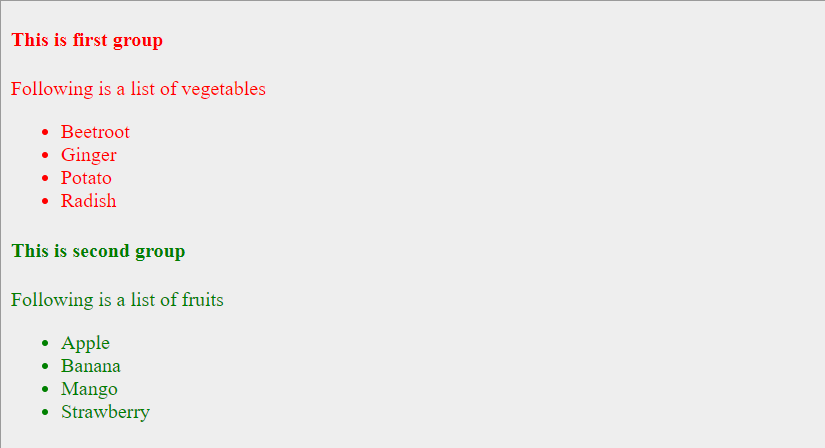 This is first group
Following is a list of vegetables
Beetroot
Ginger
Potato
Radish
This is second group
Following is a list of fruits
Apple
Banana
Mango
Strawberry